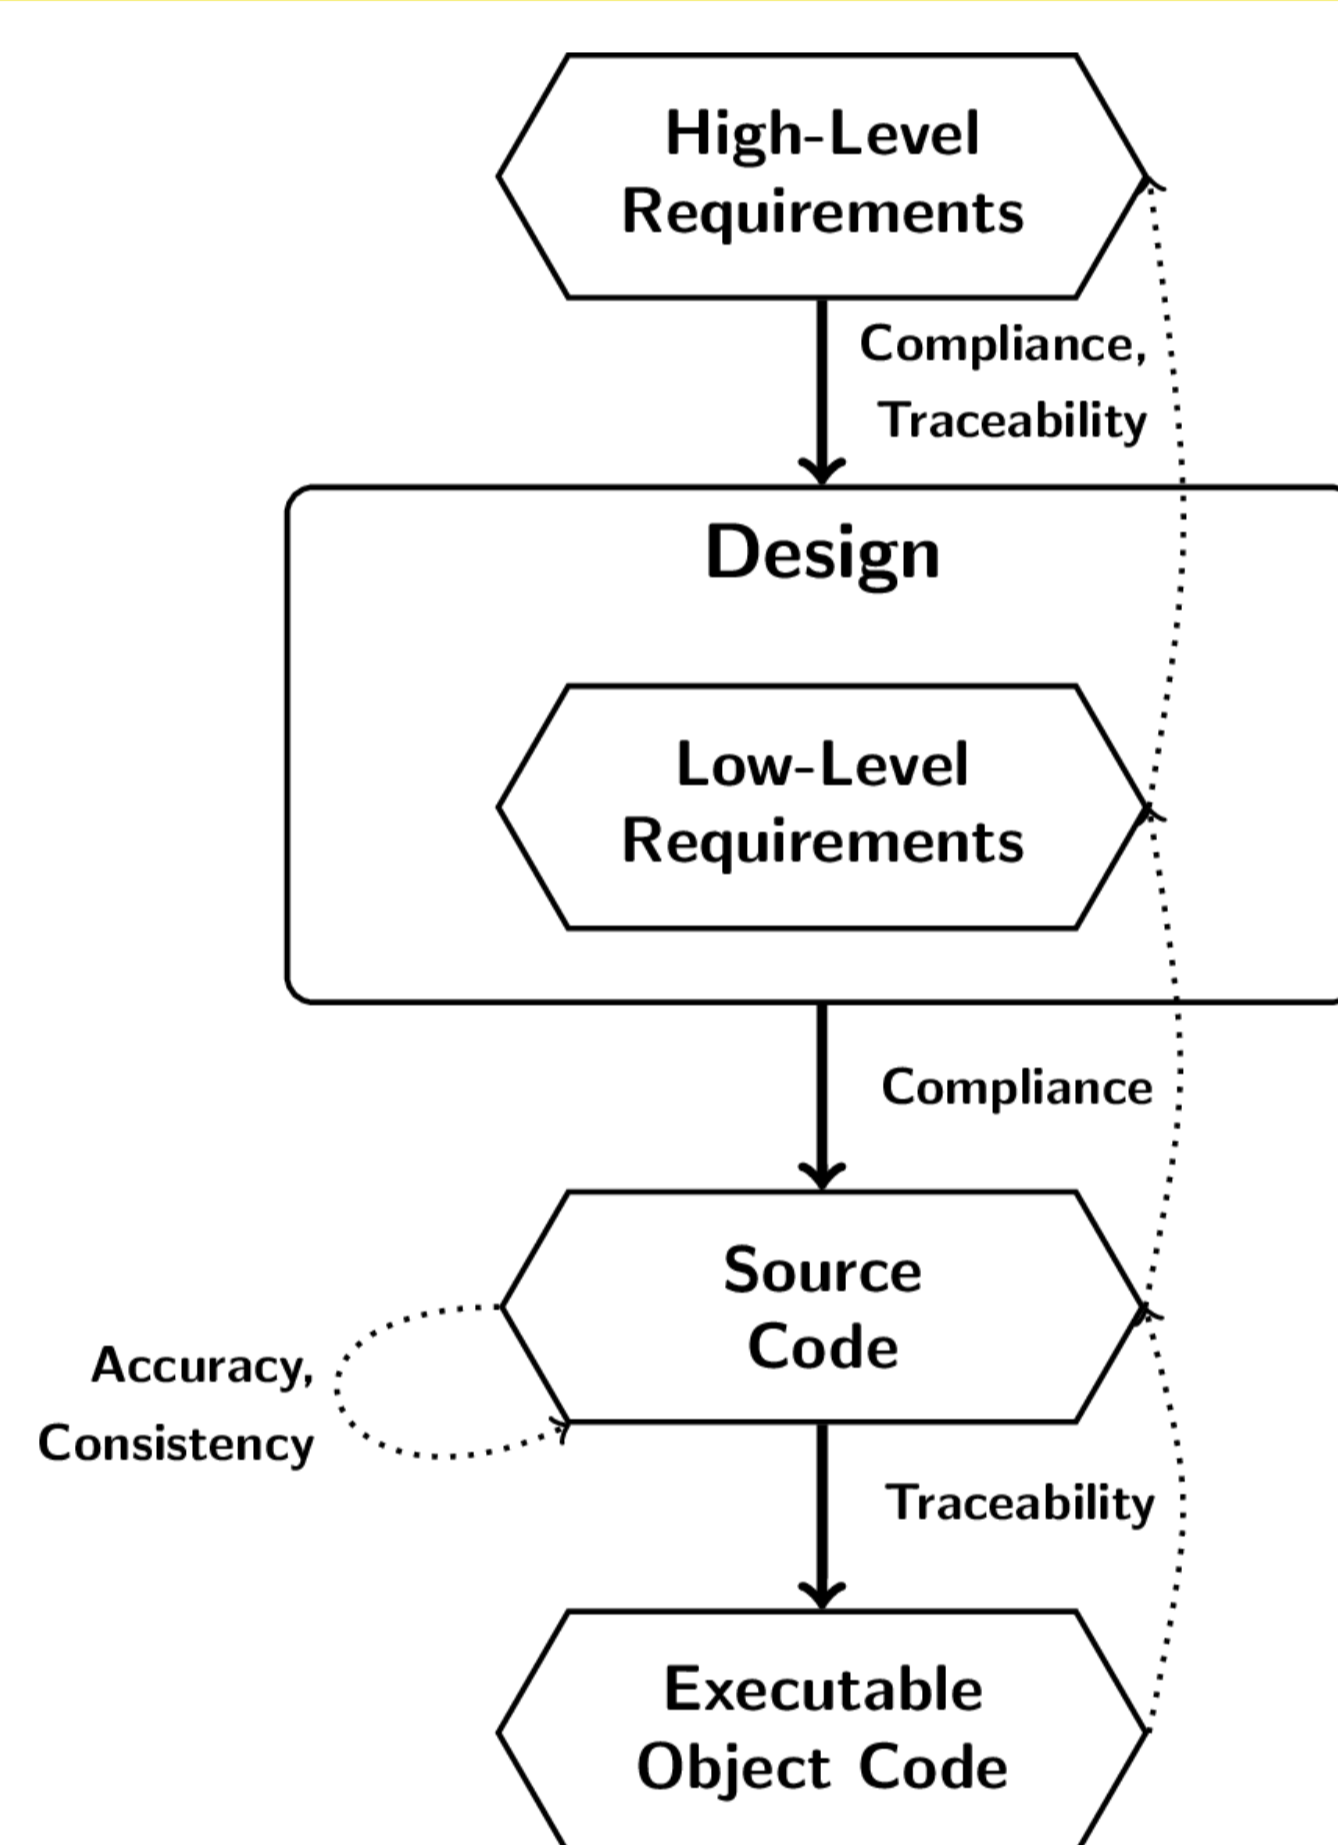 High-Level
Requirements
Compliance,
Traceability
Design
Low-Level
Requirements
Compliance
Source
Code
Accuracy,
Consistency
Traceability
Executable
Object Code